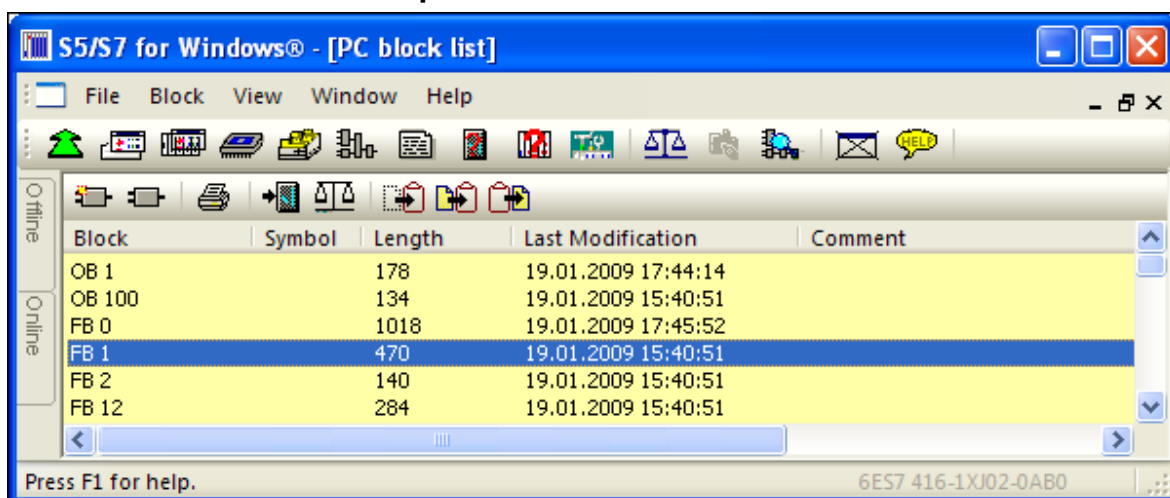 S5/S7 for Windows® - [PC block list]
File Block View Window Help
HELP
Offline
Online
Block Symbol Length Last Modification Comment
OB 1 178 19.01.2009 17:44:14
OB 100 134 19.01.2009 15:40:51
FB 0 1018 19.01.2009 17:45:52
FB 1 470 19.01.2009 15:40:51
FB 2 140 19.01.2009 15:40:51
FB 12 284 19.01.2009 15:40:51
Press F1 for help. 6ES7 416-1XJ02-0AB0